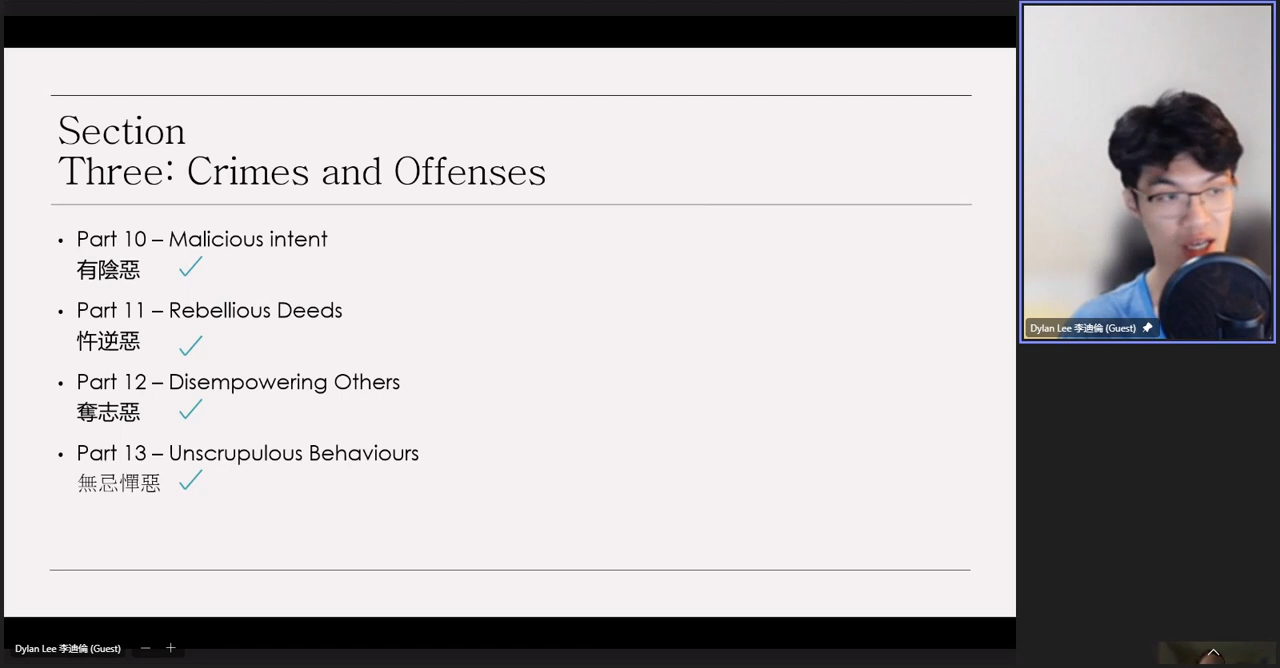 Section
Three: Crimes and Offenses
• Part 10 – Malicious intent
有陰惡
• Part 11 – Rebellious Deeds
忤逆惡
• Part 12 – Disempowering Others
奪志惡
• Part 13 – Unscrupulous Behaviours
無忌憚惡
Dylan Lee 李迪倫 (Guest)
Dylan Lee 李迪倫 (Guest)